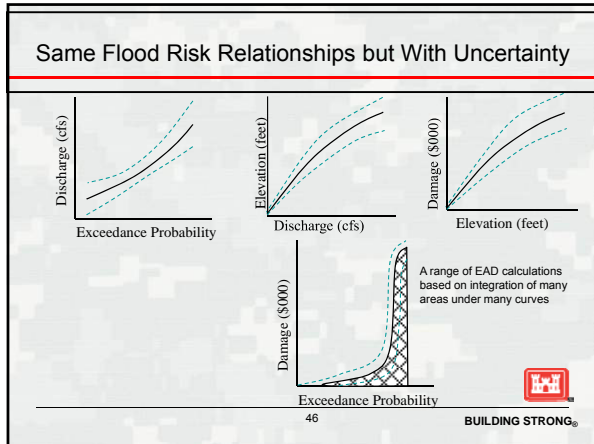 Same Flood Risk Relationships but With Uncertainty
Discharge (cfs)
Exceedance Probability
Elevation (feet)
Discharge (cfs)
Damage ($000)
Elevation (feet)
Damage ($000)
Exceedance Probability
A range of EAD calculations
based on integration of many
areas under many curves
46
BUILDING STRONG®